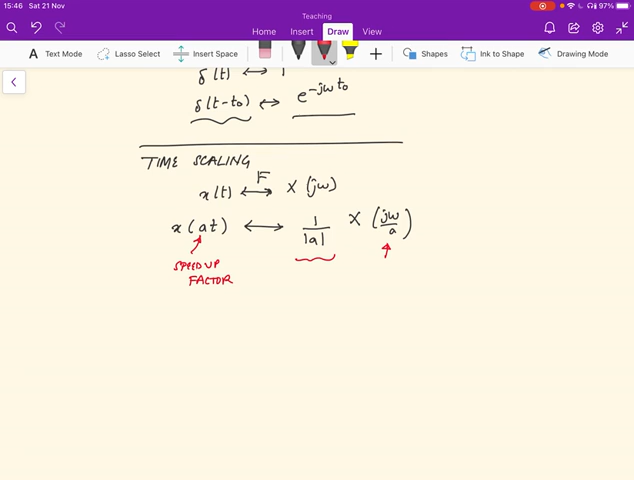 15:46 Sat 21 Nov 97%
Teaching
Home Insert Draw View
A Text Mode Lasso Select Insert Space Shapes Ink to Shape Drawing Mode
δ(t) ↔ 1
δ(t-t₀) ↔ e^{-jωt₀}
TIME SCALING
x(t) ↔ X(jω)
F
x(at) ↔ 1/|a| X(jω/a)
SPEED UP
FACTOR